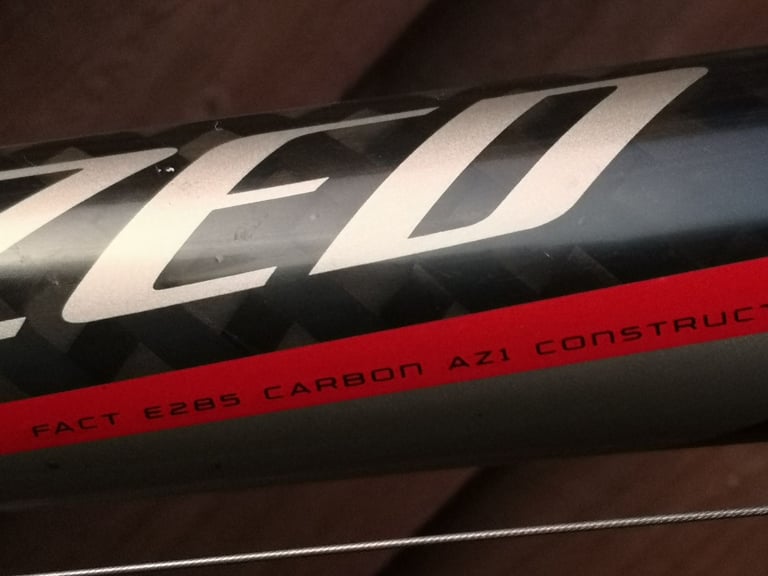 ZED
FACT E285 CARBON AZ1 CONSTRUCT